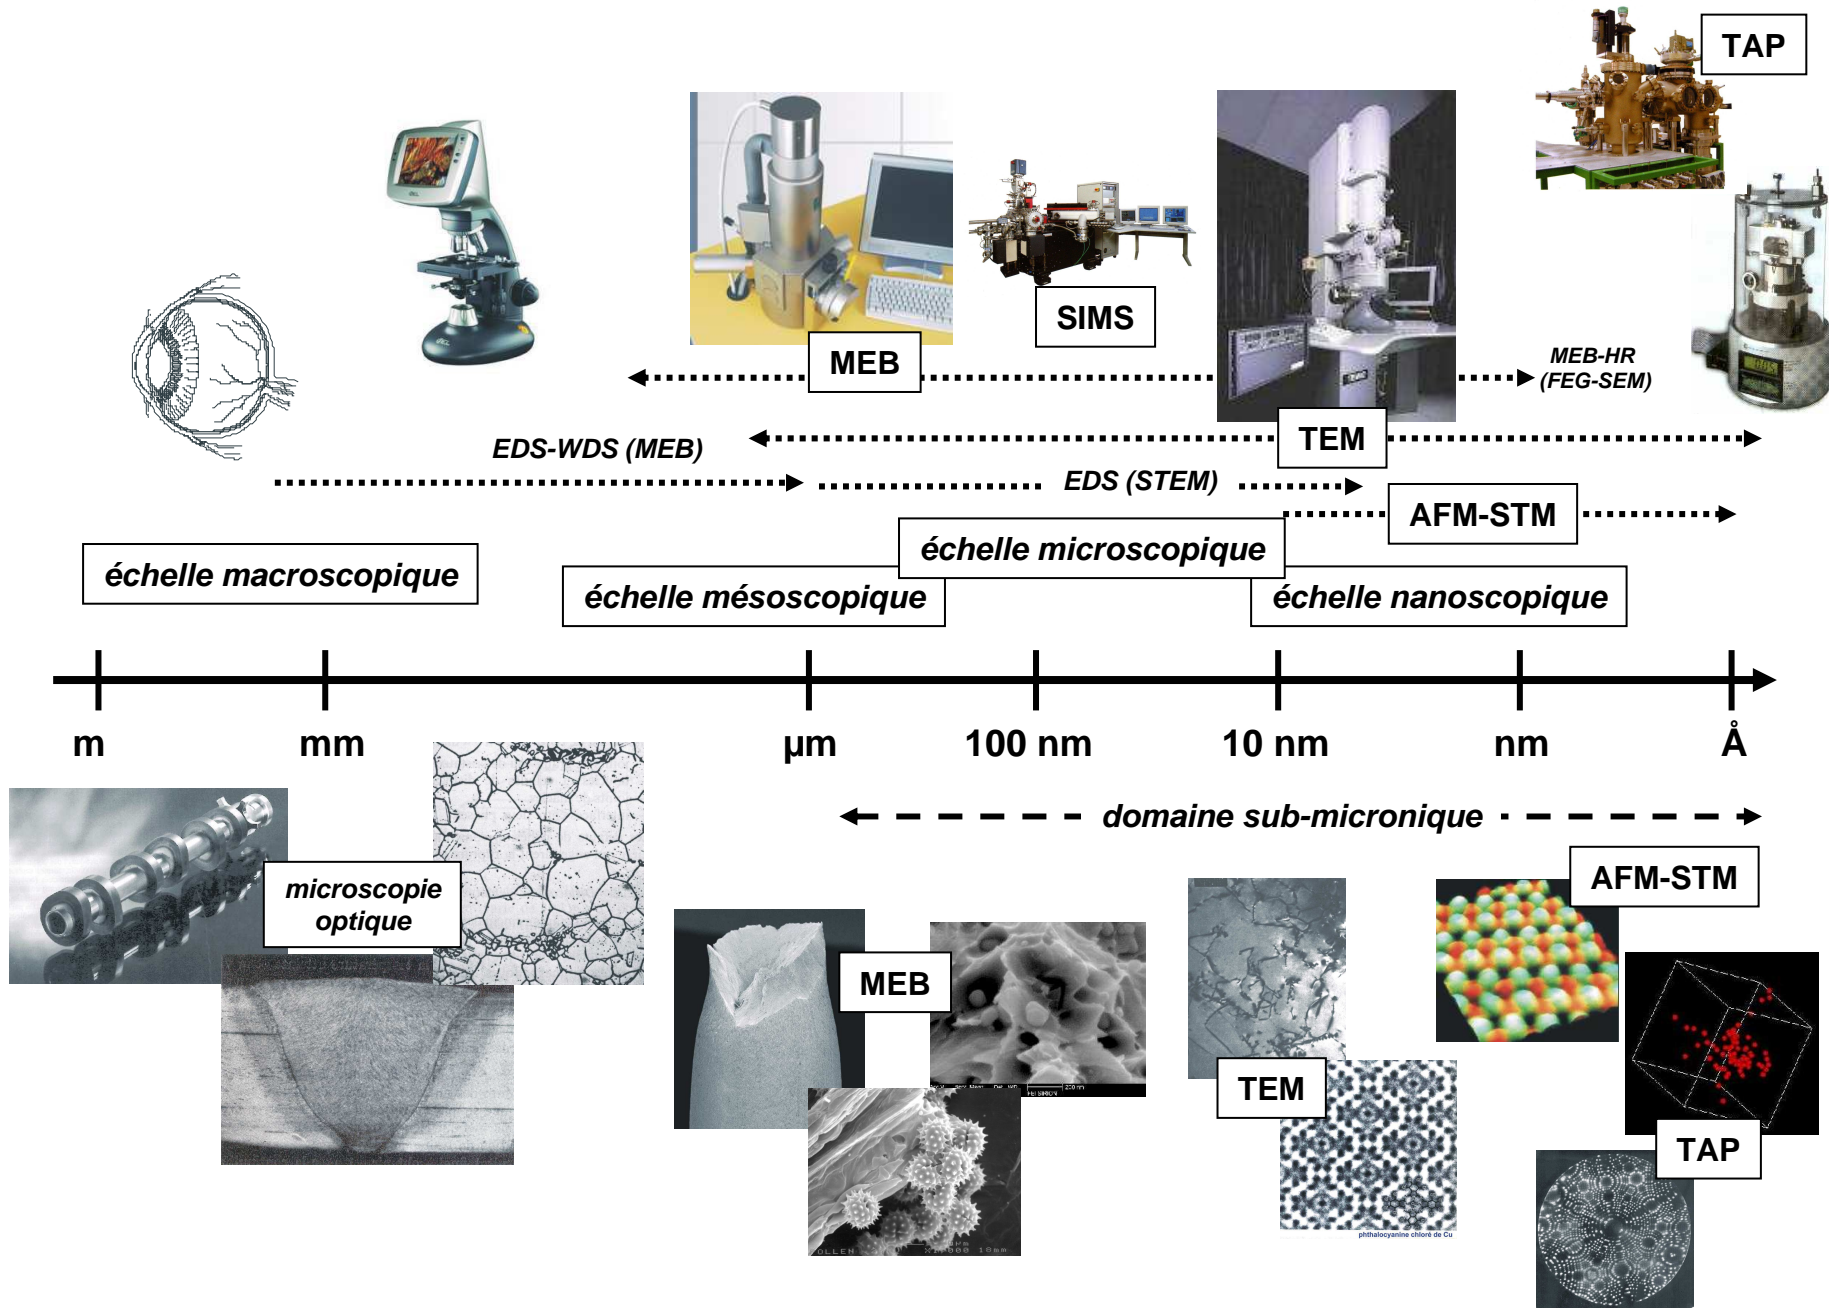 TAP
SIMS
MEB
MEB-HR
(FEG-SEM)
TEM
EDS-WDS (MEB)
EDS (STEM)
AFM-STM
échelle microscopique
échelle macroscopique
échelle mésoscopique
échelle nanoscopique
m
mm
µm
100 nm
10 nm
nm
Å
domaine sub-micronique
AFM-STM
microscopie
optique
MEB
TEM
TAP
phthalocyanine chloré de Cu